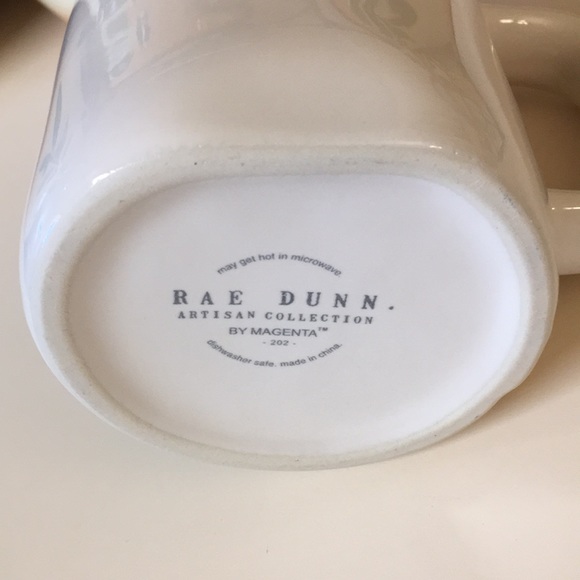 may get hot in microwave
RAE DUNN.
ARTISAN COLLECTION
BY MAGENTA™
- 202 -
dishwasher safe. made in china.